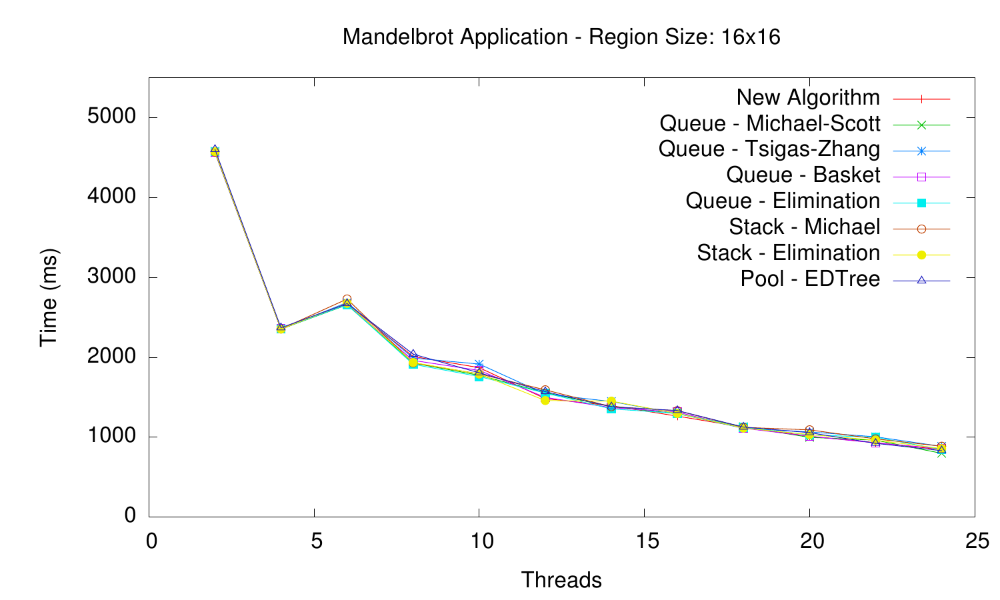 Mandelbrot Application - Region Size: 16x16
New Algorithm
Queue - Michael-Scott
Queue - Tsigas-Zhang
Queue - Basket
Queue - Elimination
Stack - Michael
Stack - Elimination
Pool - EDTree
Time (ms)
5000
4000
3000
2000
1000
0
0 5 10 15 20 25
Threads